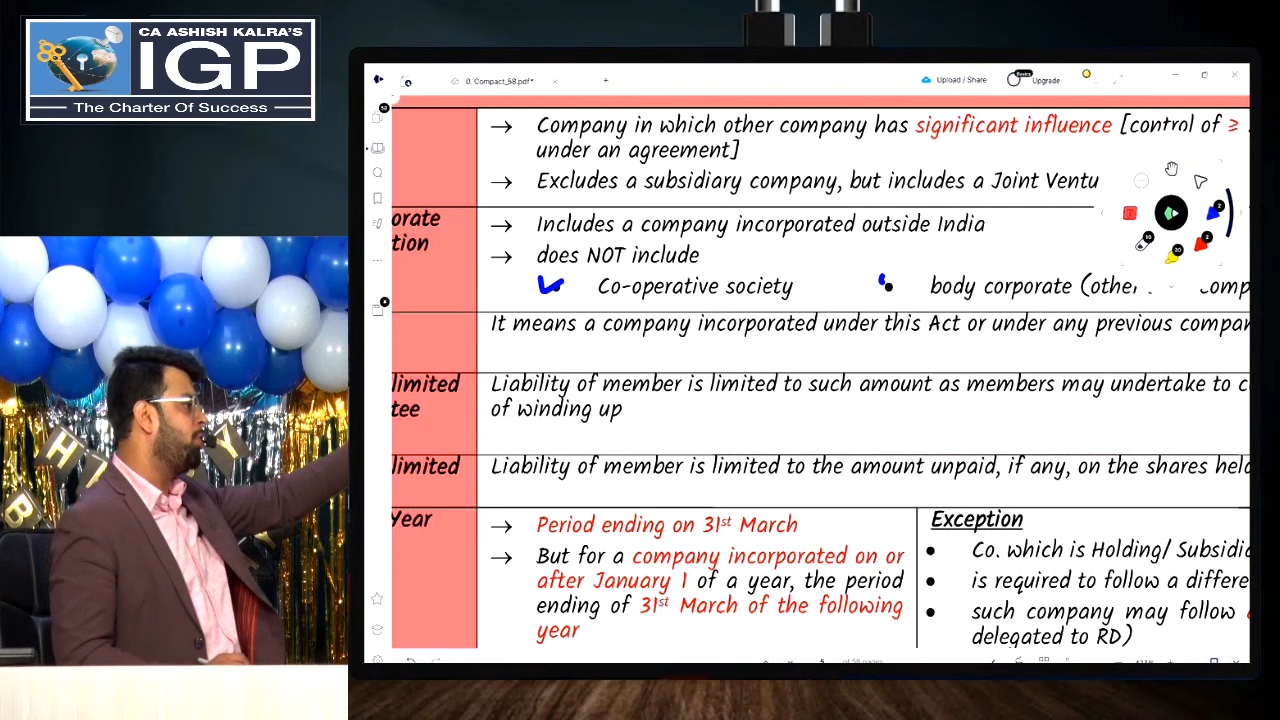 CA ASHISH KALRA'S
IGP
The Charter Of Success
0. Compact_58.pdf*
Upload / Share
Upgrade
→ Company in which other company has significant influence [control of ≥
under an agreement]
→ Excludes a subsidiary company, but includes a Joint Ventu
orate
tion
→ Includes a company incorporated outside India
→ does NOT include
• Co-operative society • body corporate (other
It means a company incorporated under this Act or under any previous compan
limited
tee
Liability of member is limited to such amount as members may undertake to c
of winding up
limited
Liability of member is limited to the amount unpaid, if any, on the shares held
Year
→ Period ending on 31st March
→ But for a company incorporated on or
after January 1 of a year, the period
ending of 31st March of the following
year
Exception
• Co. which is Holding/ Subsidia
• is required to follow a differe
• such company may follow
delegated to RD)
5 of 58 pages
H
Y
B